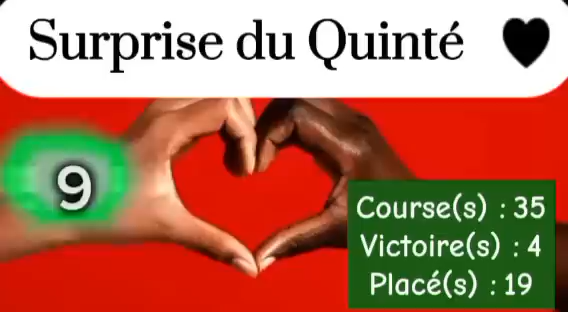 Surprise du Quinté
9
Course(s) : 35
Victoire(s) : 4
Placé(s) : 19